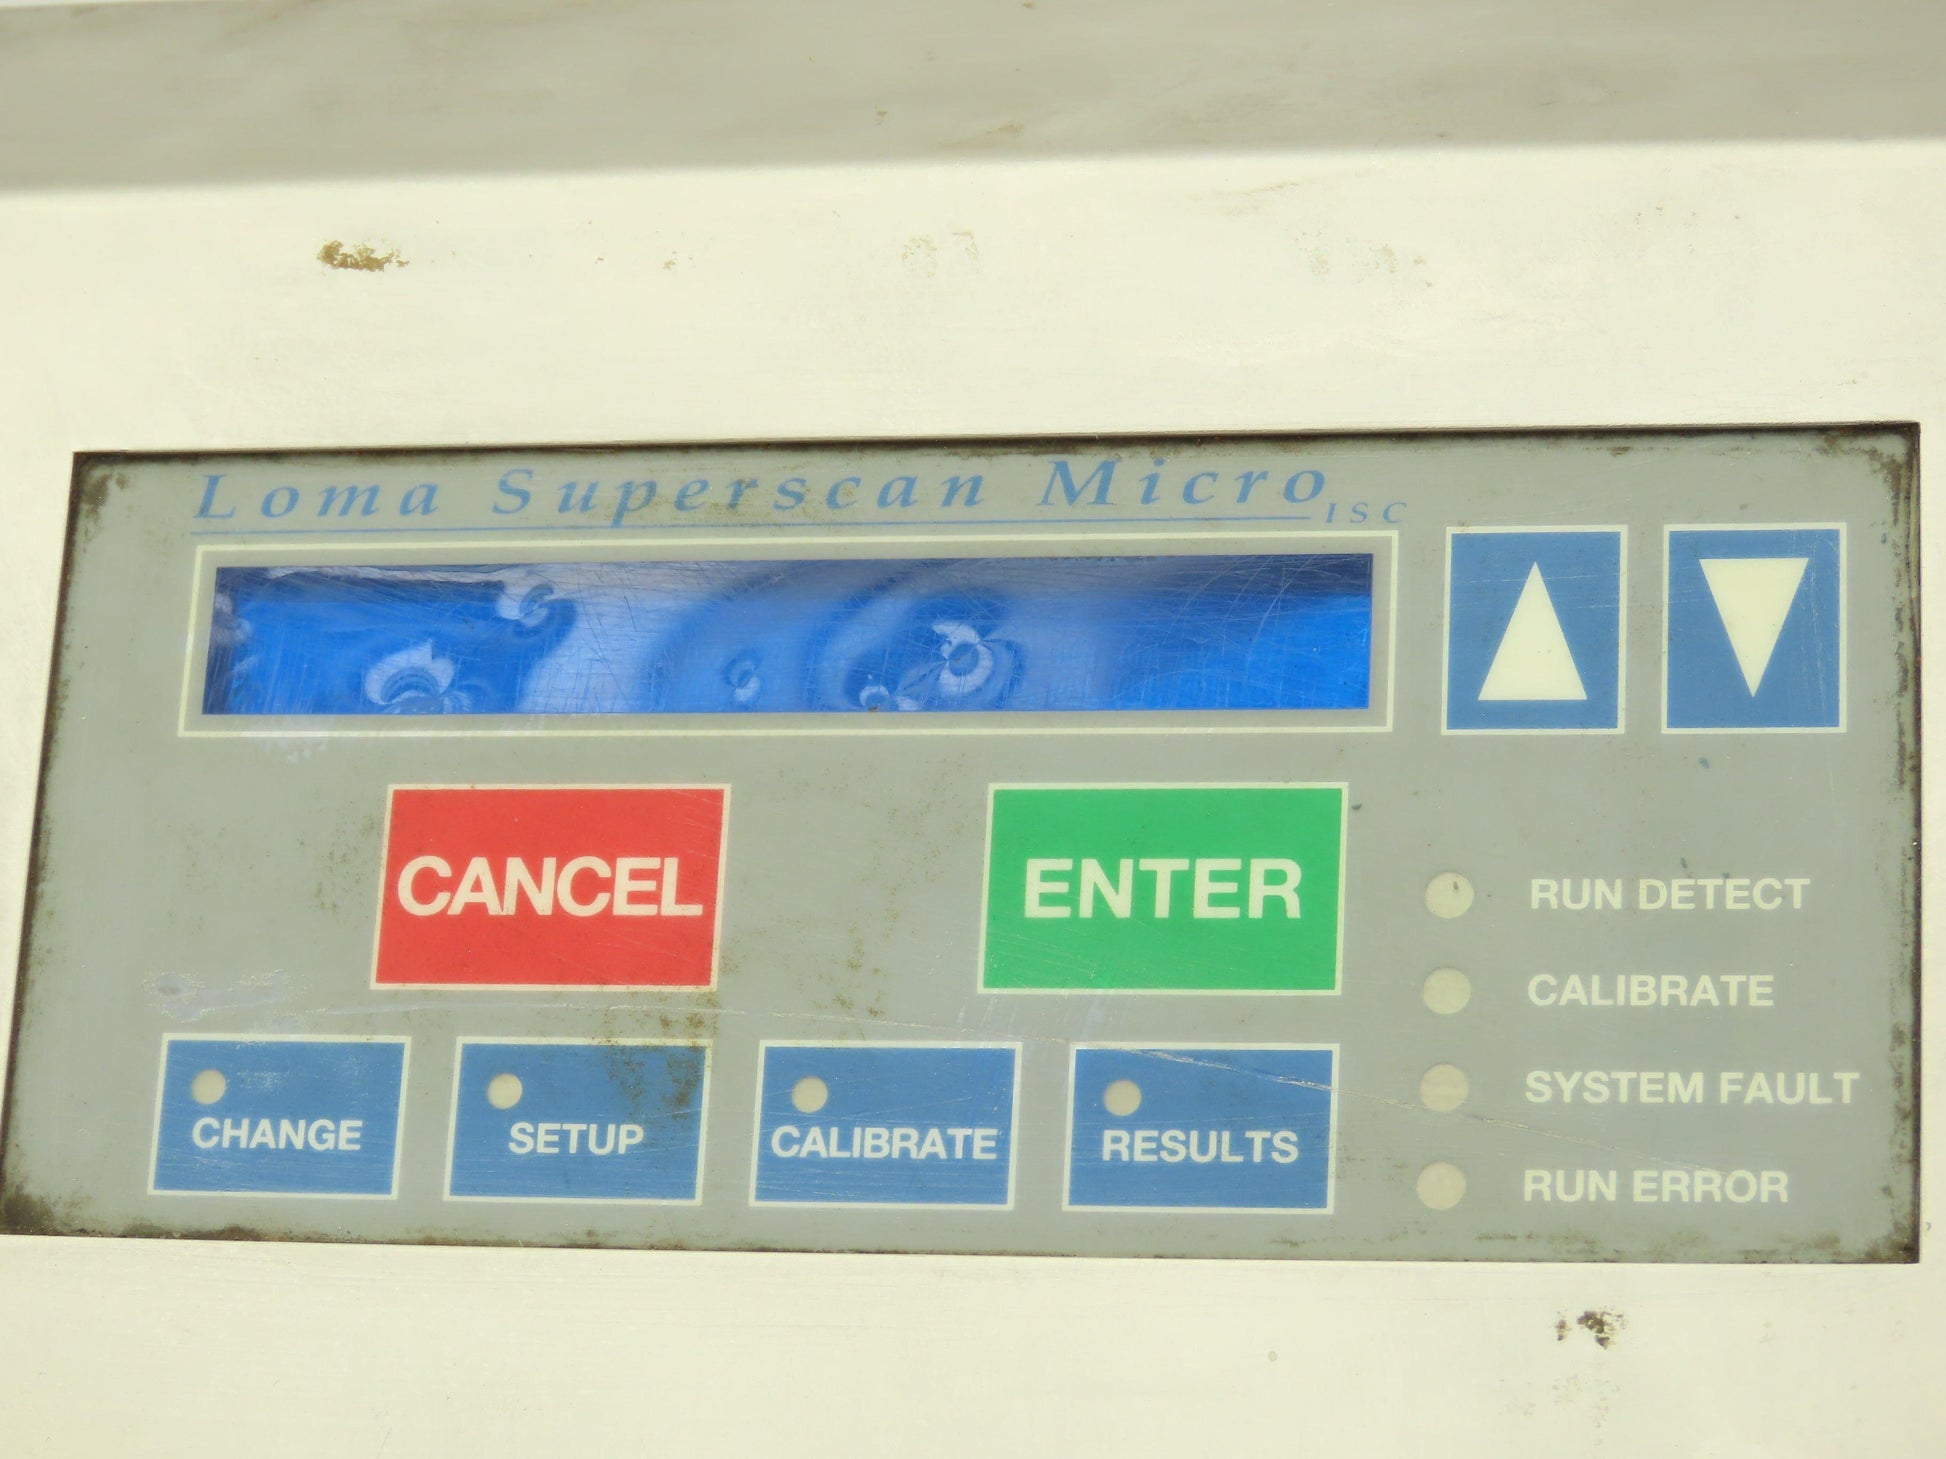 Loma Superscan Micro ISC
CANCEL
ENTER
RUN DETECT
CALIBRATE
SYSTEM FAULT
RUN ERROR
CHANGE
SETUP
CALIBRATE
RESULTS